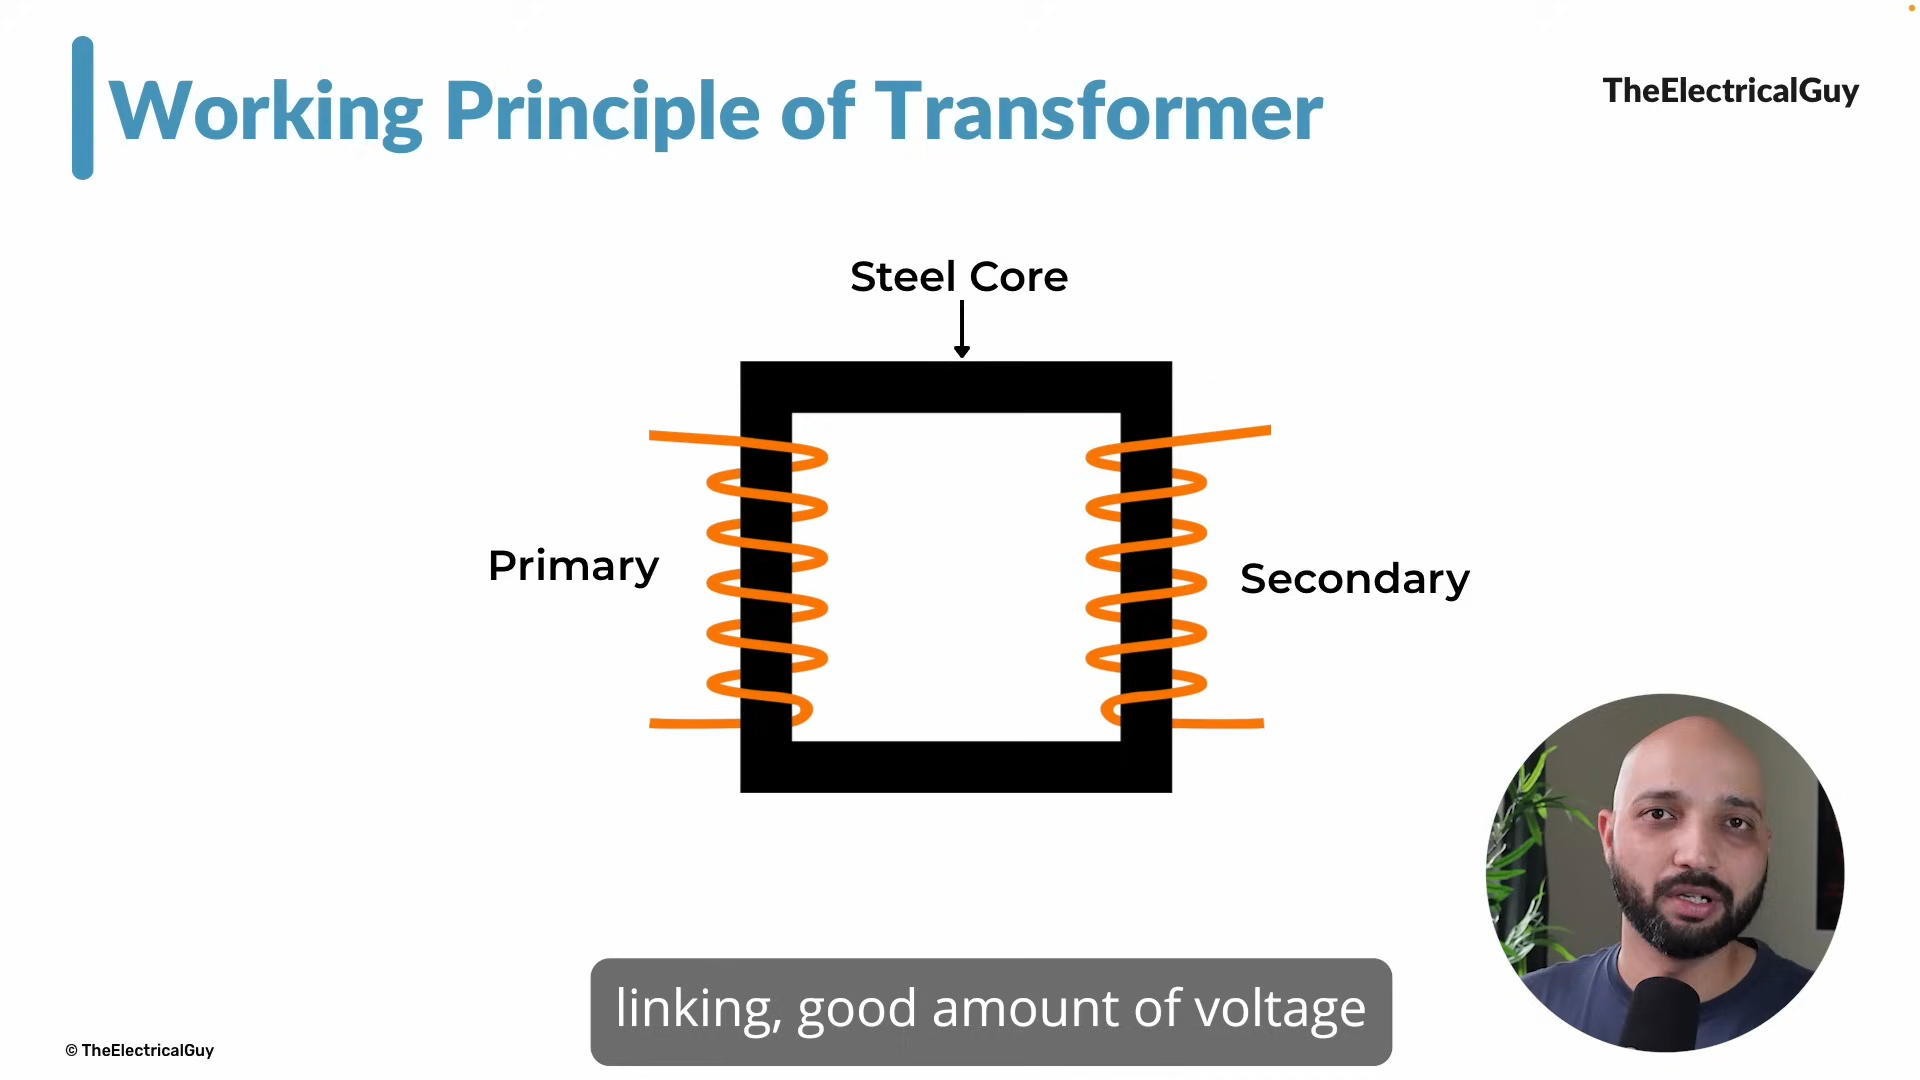 Working Principle of Transformer
TheElectricalGuy
Steel Core
Primary
Secondary
linking, good amount of voltage
© TheElectricalGuy